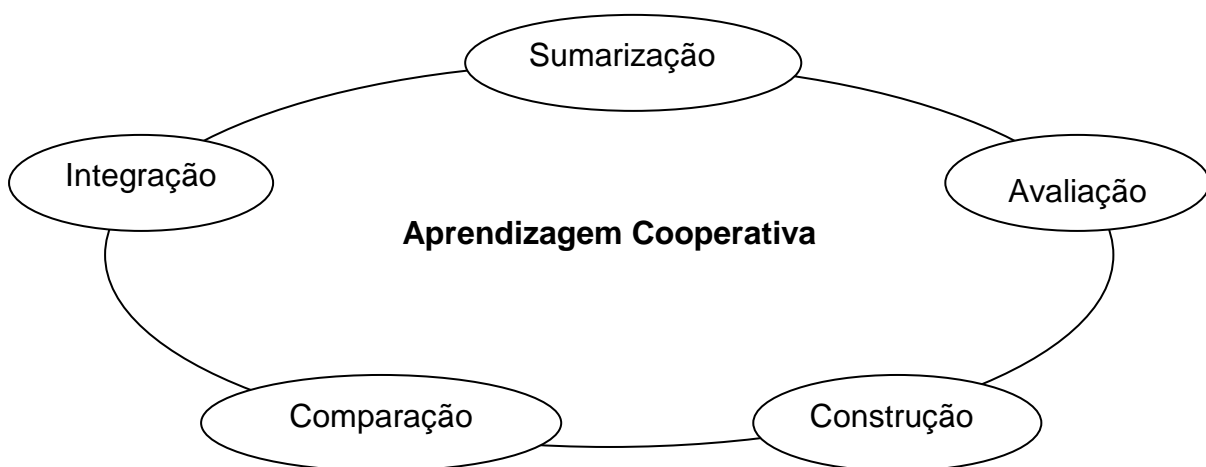 Sumarização
Integração
Avaliação
Aprendizagem Cooperativa
Comparação
Construção